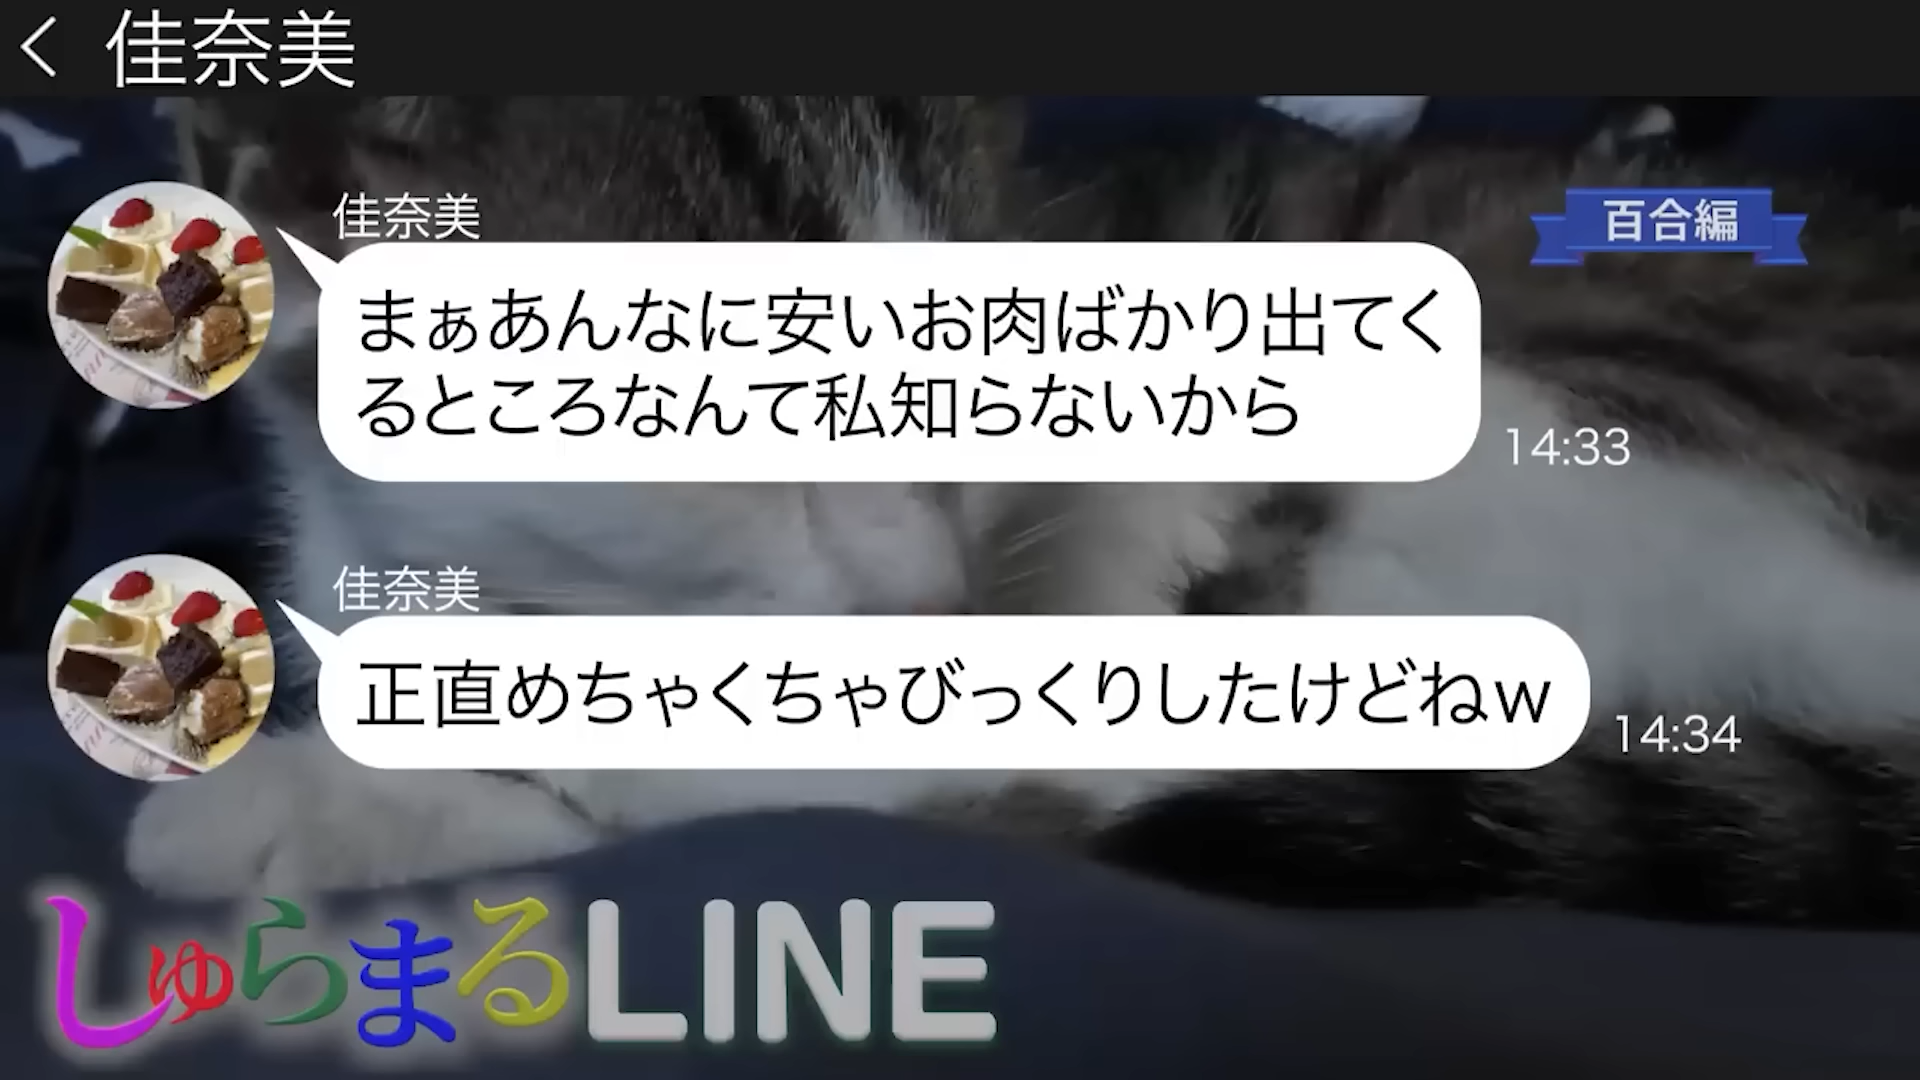 佳奈美
佳奈美
百合編
まぁあんなに安いお肉ばかり出てく
るところなんて私知らないから
14:33
佳奈美
正直めちゃくちゃびっくりしたけどねw
14:34
しゅらまるLINE